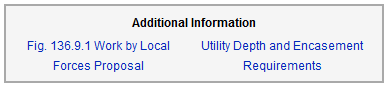 Additional Information
Fig. 136.9.1 Work by Local
Forces Proposal
Utility Depth and Encasement
Requirements